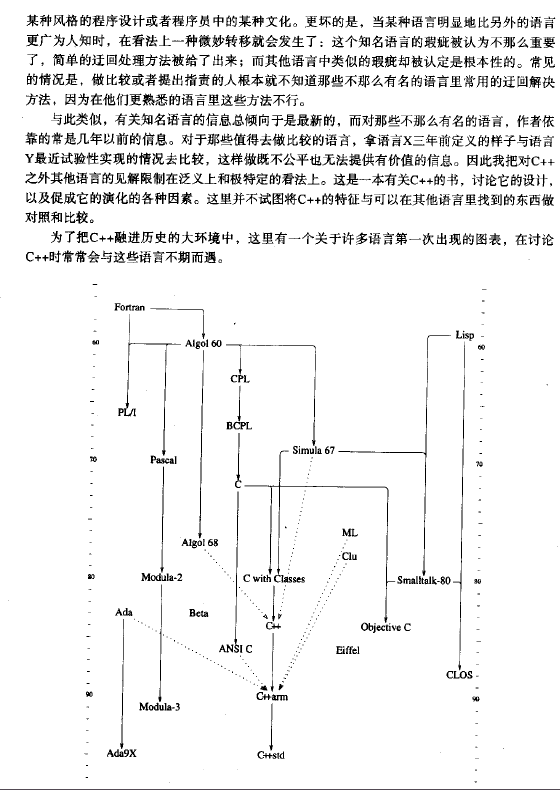 某种风格的程序设计或者程序员中的某种文化。更坏的是，当某种语言明显地比另外的语言
更广为人知时，在看法上一种微妙转移就会发生了：这个知名语言的瑕疵被认为不那么重要
了，简单的迂回处理方法被给了出来；而其他语言中类似的瑕疵却被认定是根本性的。常见
的情况是，做比较或者提出指责的人根本就不知道那些不那么有名的语言里常用的迂回解决
方法，因为在他们更熟悉的语言里这些方法不行。
与此类似，有关知名语言的信息总倾向于是最新的，而对那些不那么有名的语言，作者依
靠的常是几年以前的信息。对于那些值得去做比较的语言，拿语言X三年前定义的样子与语言
Y最近试验性实现的情况去比较，这样做既不公平也无法提供有价值的信息。因此我把对C++
之外其他语言的见解限制在泛义上和极特定的看法上。这是一本有关C++的书，讨论它的设计，
以及促成它的演化的各种因素。这里并不试图将C++的特征与可以在其他语言里找到的东西做
对照和比较。
为了把C++融进历史的大环境中，这里有一个关于许多语言第一次出现的图表，在讨论
C++时常常会与这些语言不期而遇。
Fortran
Lisp
60 Algol 60 60
CPL
PL/I
BCPL
Simula 67
70 Pascal 70
C
ML
Algol 68
Clu
80 Modula-2 C with Classes Smalltalk-80 80
Ada Beta
C++ Objective C
ANSI C Eiffel
CLOS
90 C++arm 90
Modula-3
Ada9X C++std